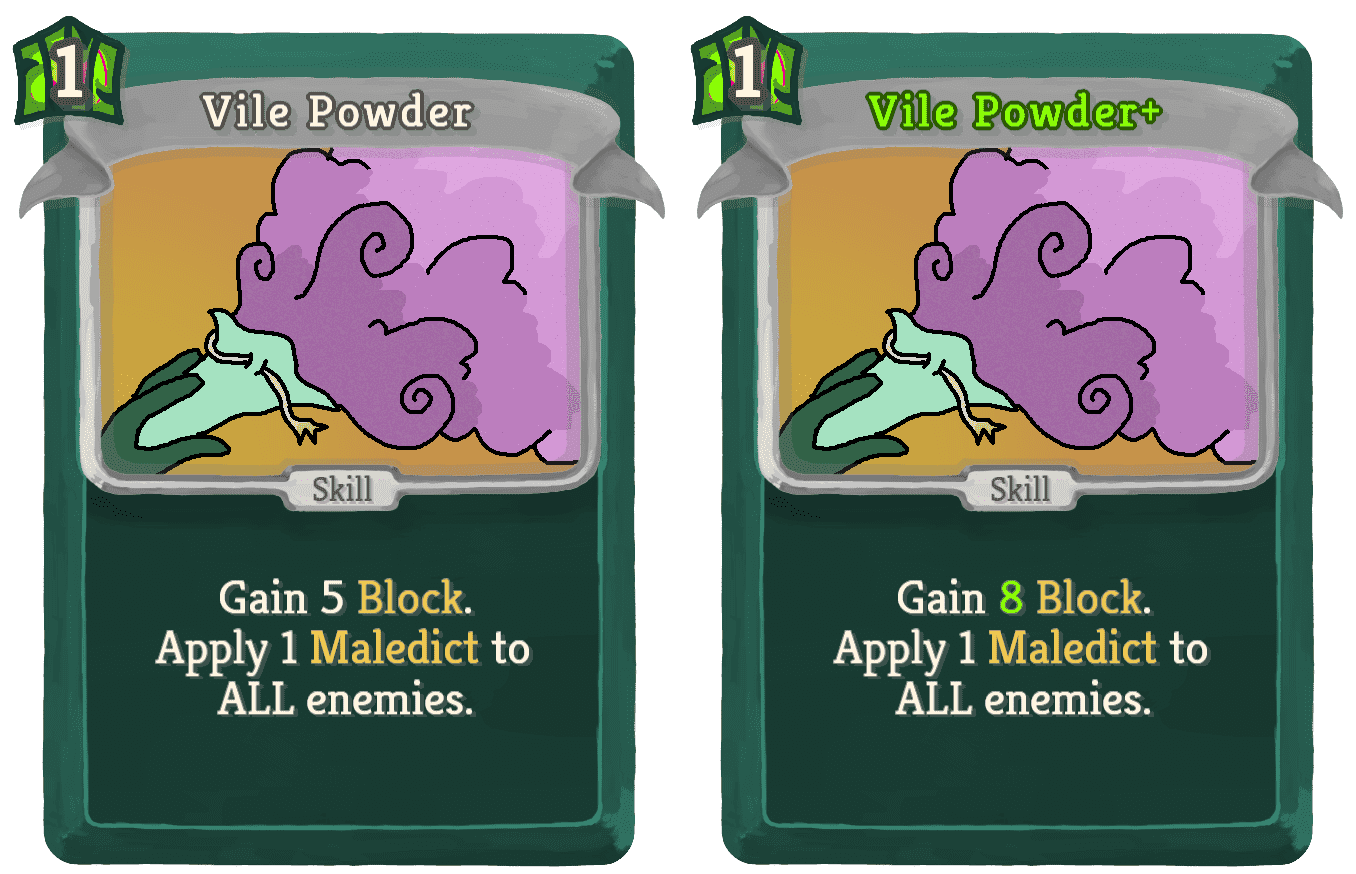 1
Vile Powder
Skill
Gain 5 Block.
Apply 1 Maledict to
ALL enemies.
1
Vile Powder+
Skill
Gain 8 Block.
Apply 1 Maledict to
ALL enemies.